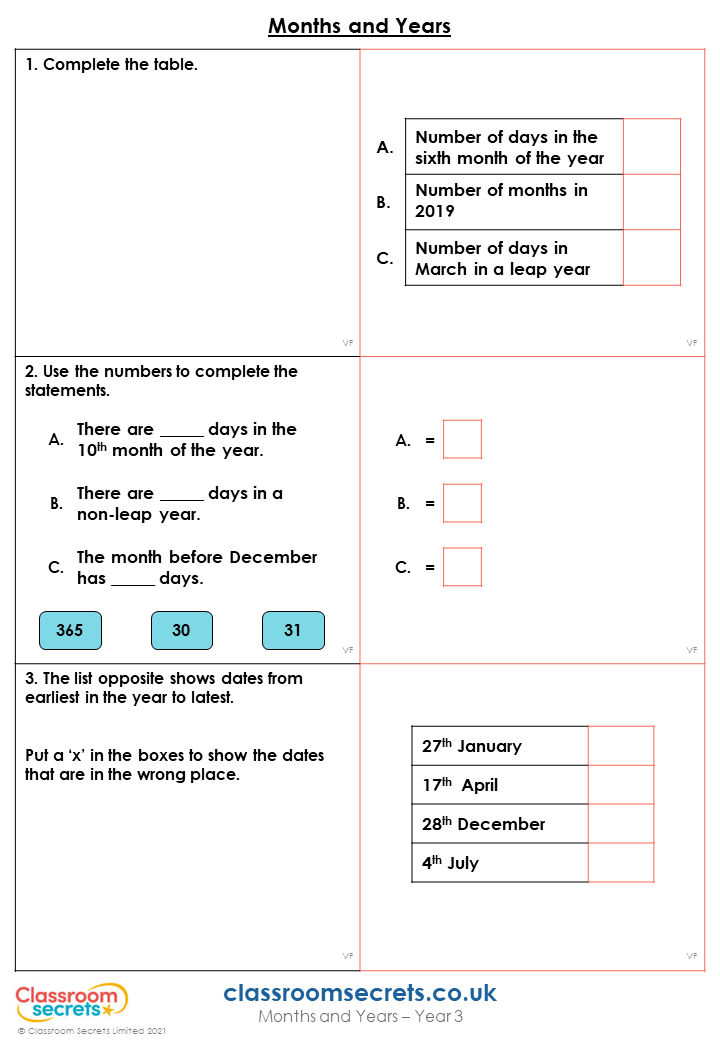 Months and Years
1. Complete the table.
A.
Number of days in the
sixth month of the year
B.
Number of months in
2019
C.
Number of days in
March in a leap year
VF
VF
2. Use the numbers to complete the
statements.
A.
There are _____ days in the
10th month of the year.
B.
There are _____ days in a
non-leap year.
C.
The month before December
has _____ days.
365
30
31
VF
A. =
B. =
C. =
VF
3. The list opposite shows dates from
earliest in the year to latest.
Put a ‘x’ in the boxes to show the dates
that are in the wrong place.
VF
27th January
17th April
28th December
4th July
VF
Classroom
secrets
© Classroom Secrets Limited 2021
classroomsecrets.co.uk
Months and Years – Year 3